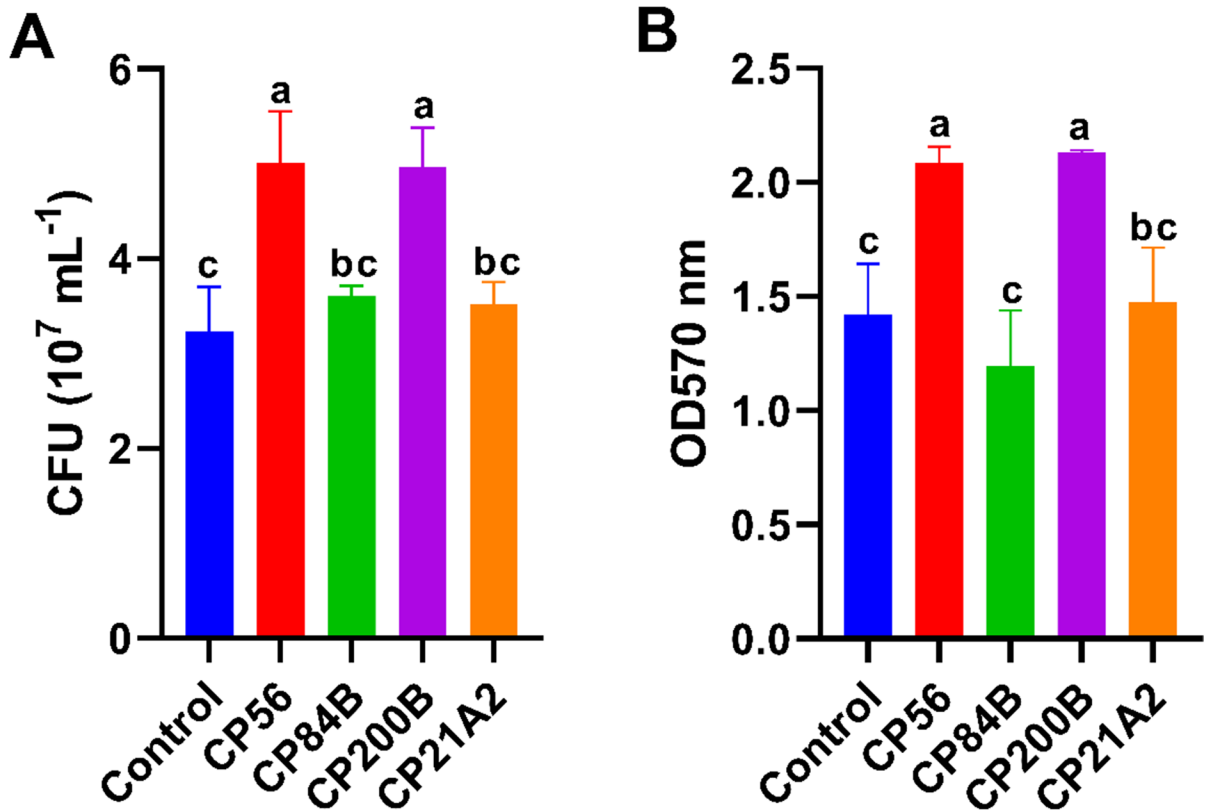 A
CFU (10⁷ mL⁻¹)
6
4
2
0
c
a
bc
a
bc
Control
CP56
CP84B
CP200B
CP21A2
B
OD570 nm
2.5
2.0
1.5
1.0
0.5
0.0
c
a
c
a
bc
Control
CP56
CP84B
CP200B
CP21A2